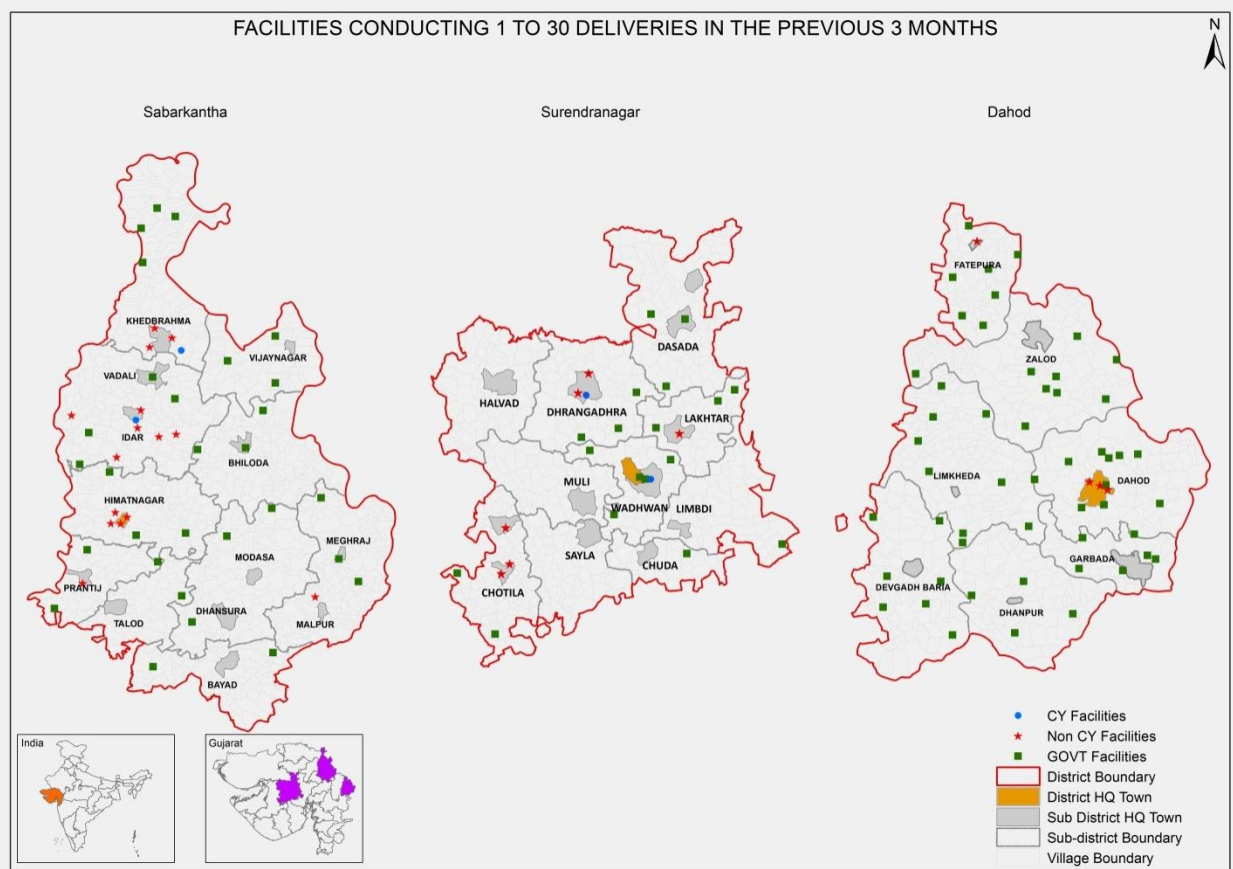 FACILITIES CONDUCTING 1 TO 30 DELIVERIES IN THE PREVIOUS 3 MONTHS
N
Sabarkantha
Surendranagar
Dahod
KHEDBRAHMA
VIJAYNAGAR
VADALI
IDAR
BHILODA
HIMATNAGAR
MODASA
MEGHRAJ
PRANTIJ
TALOD
DHANSURA
MALPUR
BAYAD
DASADA
HALVAD
DHRANGADHRA
LAKHTAR
MULI
WADHWAN
LIMBDI
SAYLA
CHUDA
CHOTILA
FATEPURA
ZALOD
LIMKHEDA
DAHOD
GARBADA
DEVGADH BARIA
DHANPUR
CY Facilities
Non CY Facilities
GOVT Facilities
District Boundary
District HQ Town
Sub District HQ Town
Sub-district Boundary
Village Boundary
India
Gujarat